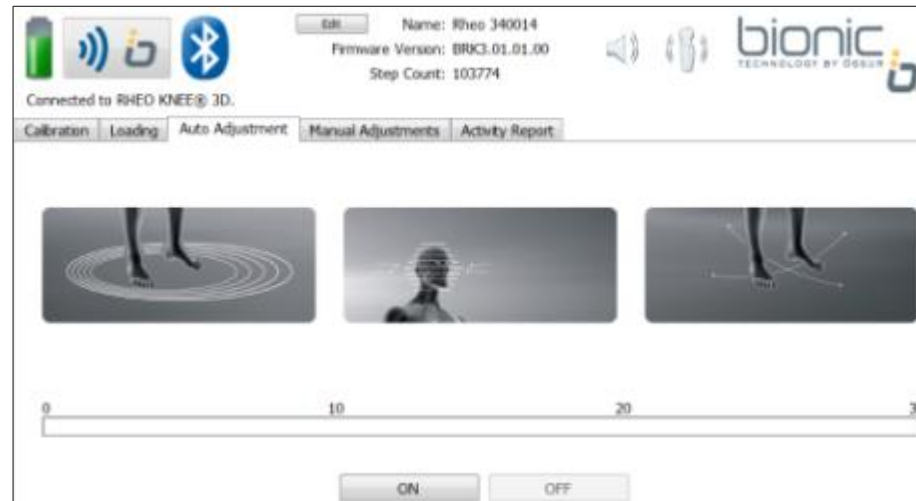 Edit
Name: Rheo 340014
Firmware Version: BRK3.01.01.00
Step Count: 103774
bionic
TECHNOLOGY BY ÖSSUR
Connected to RHEO KNEE® 3D.
Calibration Loading Auto Adjustment Manual Adjustments Activity Report
0 10 20 3
ON OFF